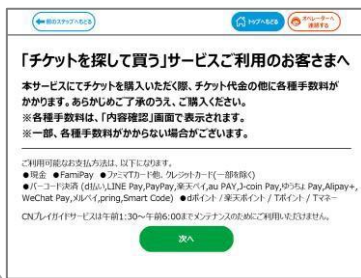 前のステップへもどる
TOPへもどる
オペレーターへ
連絡する
「チケットを探して買う」サービスご利用のお客さまへ
本サービスにてチケットを購入いただく際、チケット代金の他に各種手数料が
かかります。あらかじめご了承のうえ、ご購入ください。
※各種手数料は、「内容確認」画面で表示されます。
※一部、各種手数料がかからない場合がございます。
ご利用可能なお支払方法は、以下になります。
●現金 ●FamiPay ●ファミマTカード他、クレジットカード(一部を除く)
●バーコード決済 (d払い,LINE Pay,PayPay,楽天ペイ,au PAY,J-coin Pay,ゆうちょ Pay,Alipay+,
WeChat Pay,メルペイ,pring,Smart Code) ●dポイント / 楽天ポイント / Tポイント / Tマネー
CNプレイガイドサービスは午前1:30～午前6:00までメンテナンスのためにご利用いただけません。
次へ